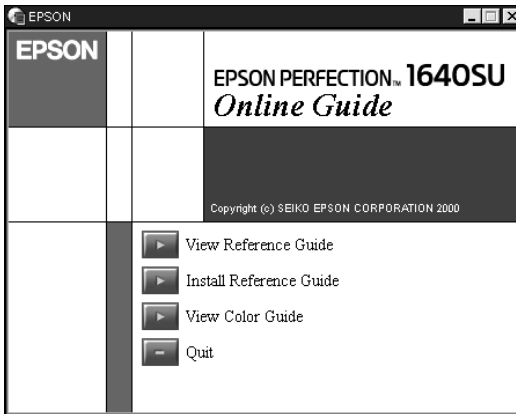 EPSON
EPSON
EPSON PERFECTION™ 1640SU
Online Guide
Copyright (c) SEIKO EPSON CORPORATION 2000
View Reference Guide
Install Reference Guide
View Color Guide
Quit